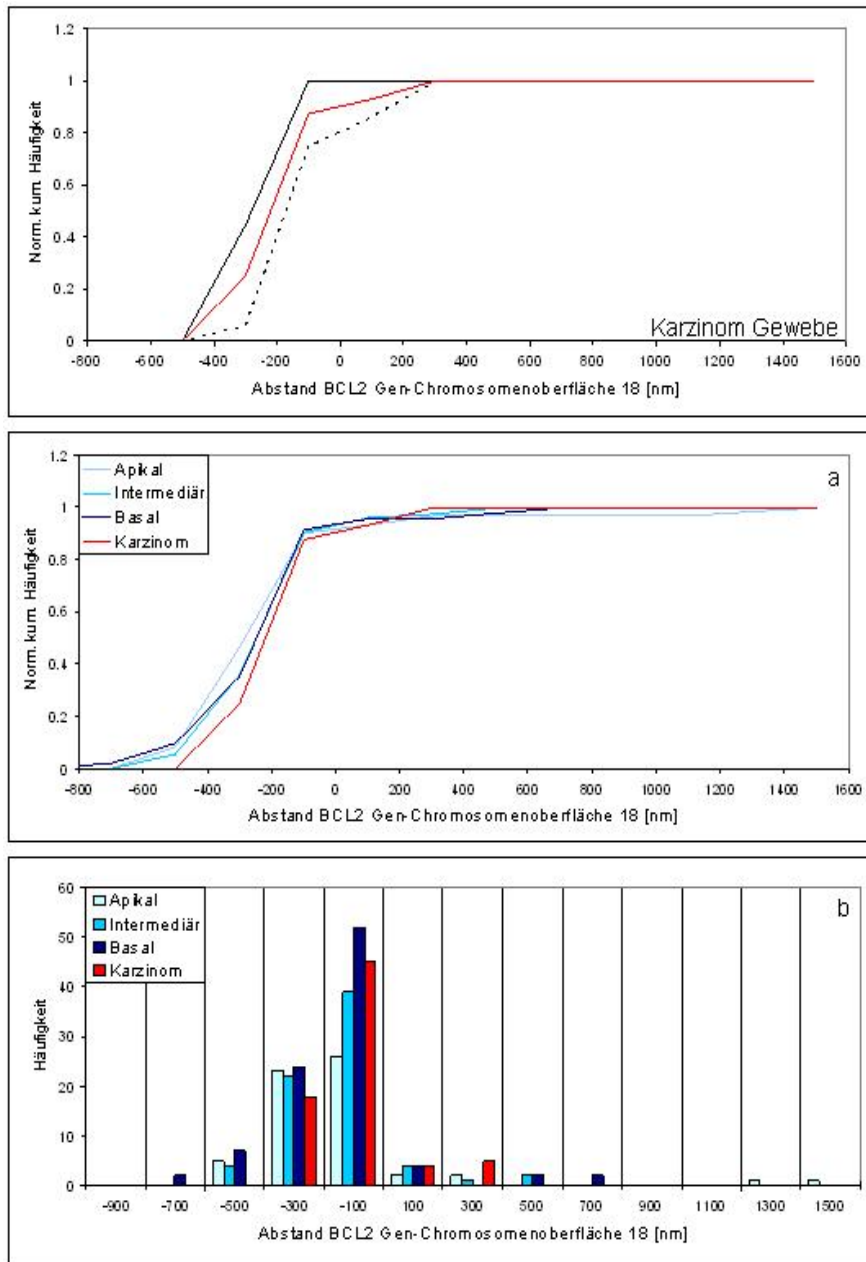 1.2
1
0.8
0.6
0.4
0.2
0
Norm. kum. Häufigkeit
Karzinom Gewebe
-800 -600 -400 -200 0 200 400 600 800 1000 1200 1400 1600
Abstand BCL2 Gen-Chromosomenoberfläche 18 [nm]
1.2
1
0.8
0.6
0.4
0.2
0
Norm. kum. Häufigkeit
Apikal
Intermediär
Basal
Karzinom
a
-800 -600 -400 -200 0 200 400 600 800 1000 1200 1400 1600
Abstand BCL2 Gen-Chromosomenoberfläche 18 [nm]
60
50
40
30
20
10
0
Häufigkeit
Apikal
Intermediär
Basal
Karzinom
b
-900 -700 -500 -300 -100 100 300 500 700 900 1100 1300 1500
Abstand BCL2 Gen-Chromosomenoberfläche 18 [nm]